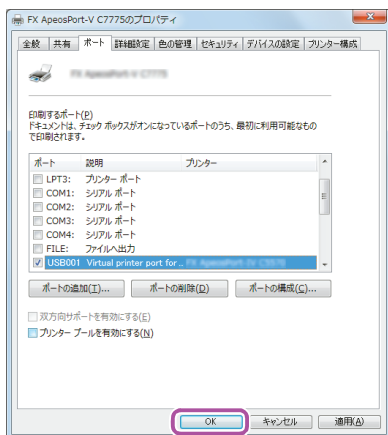 FX ApeosPort-V C7775のプロパティ
全般 共有 ポート 詳細設定 色の管理 セキュリティ デバイスの設定 プリンター構成
印刷するポート(P)
ドキュメントは、チェック ボックスがオンになっているポートのうち、最初に利用可能なもの
で印刷されます。
ポート 説明 プリンター
LPT3: プリンター ポート
COM1: シリアル ポート
COM2: シリアル ポート
COM3: シリアル ポート
COM4: シリアル ポート
FILE: ファイルへ出力
USB001 Virtual printer port for ...
ポートの追加(T)... ポートの削除(D) ポートの構成(C)...
双方向サポートを有効にする(E)
プリンター プールを有効にする(N)
OK キャンセル 適用(A)